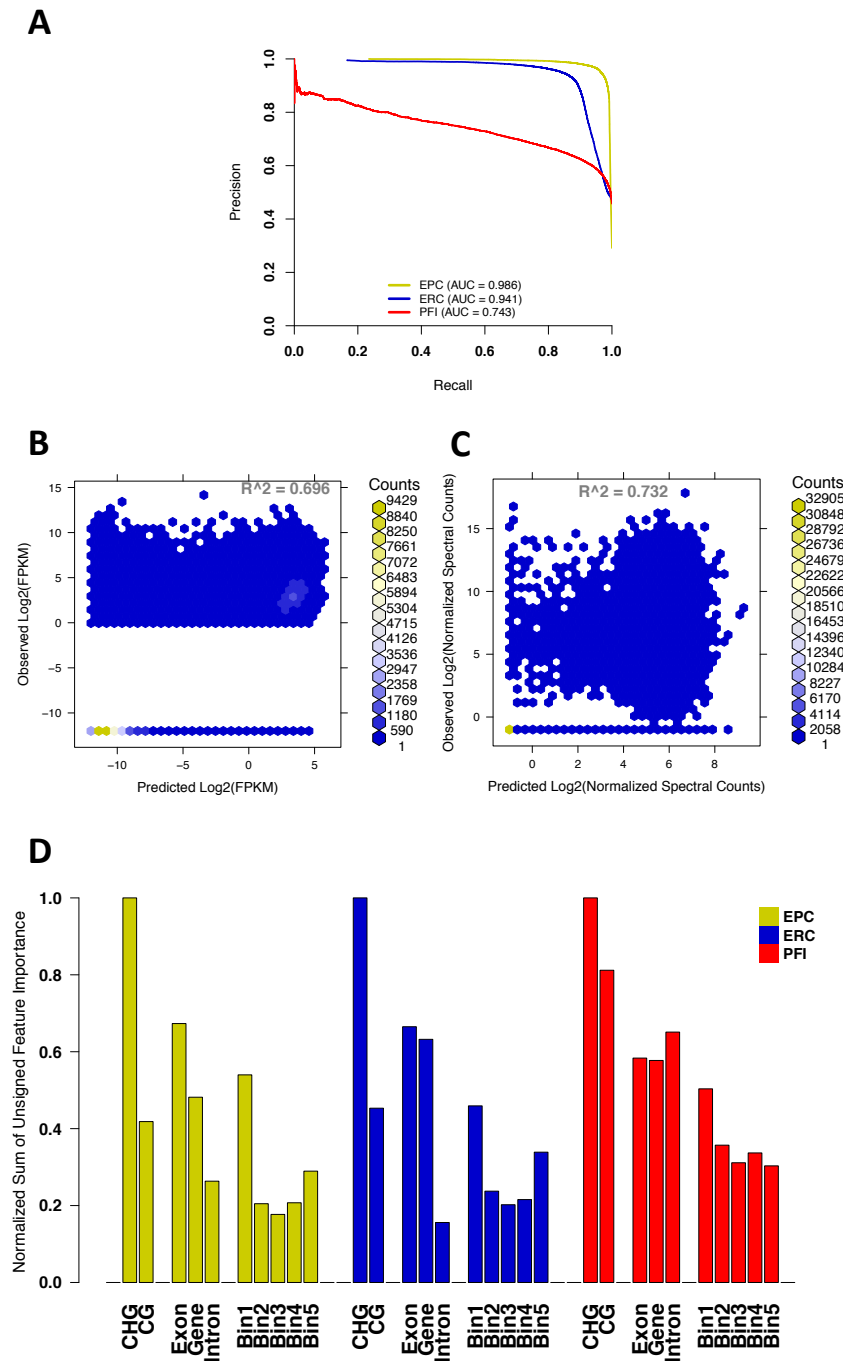 A
Precision
1.0
0.8
0.6
0.4
0.2
0.0
EPC (AUC = 0.986)
ERC (AUC = 0.941)
PFI (AUC = 0.743)
0.0 0.2 0.4 0.6 0.8 1.0
Recall
B
R^2 = 0.696
Observed Log2(FPKM)
15
10
5
0
−5
−10
−10 −5 0 5
Predicted Log2(FPKM)
Counts
9429
8840
8250
7661
7072
6483
5894
5304
4715
4126
3536
2947
2358
1769
1180
590
1
C
R^2 = 0.732
Observed Log2(Normalized Spectral Counts)
15
10
5
0
0 2 4 6 8
Predicted Log2(Normalized Spectral Counts)
Counts
32905
30848
28792
26736
24679
22622
20566
18510
16453
14396
12340
10284
8227
6170
4114
2058
1
D
Normalized Sum of Unsigned Feature Importance
1.0
0.8
0.6
0.4
0.2
0.0
EPC
ERC
PFI
CHG CG Exon Gene Intron Bin1 Bin2 Bin3 Bin4 Bin5 CHG CG Exon Gene Intron Bin1 Bin2 Bin3 Bin4 Bin5 CHG CG Exon Gene Intron Bin1 Bin2 Bin3 Bin4 Bin5